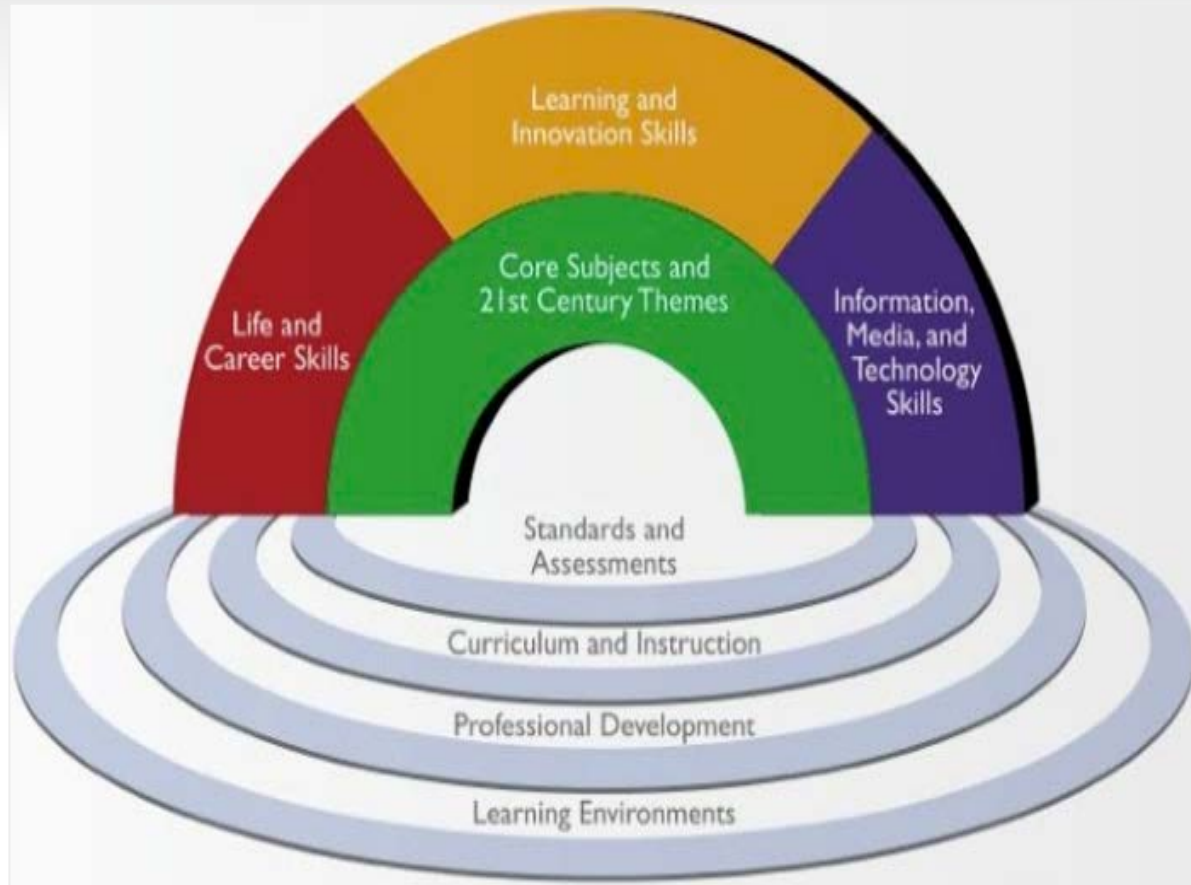 Learning and
Innovation Skills
Core Subjects and
21st Century Themes
Life and
Career Skills
Information,
Media, and
Technology
Skills
Standards and
Assessments
Curriculum and Instruction
Professional Development
Learning Environments